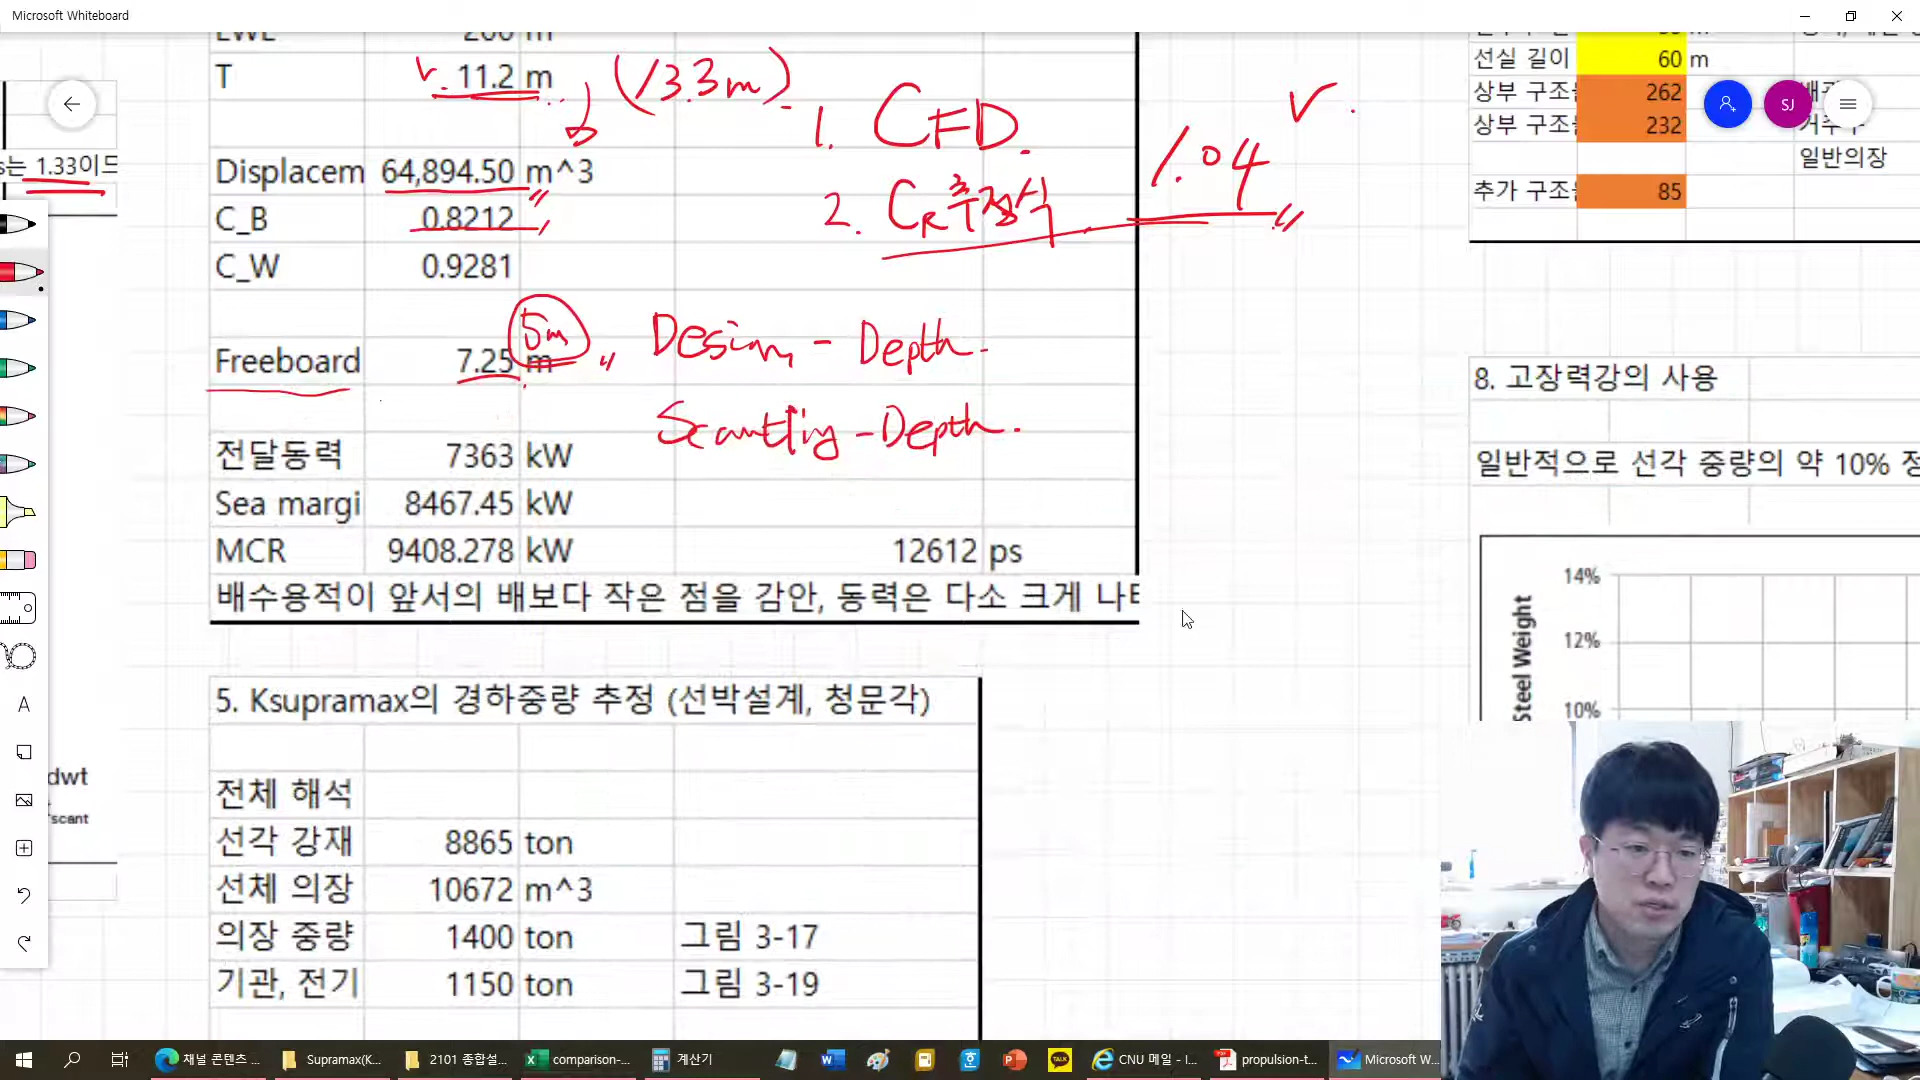 Microsoft Whiteboard
T 11.2 m (13.3m)
1. CFD.
1.04
Displacem 64,894.50 m^3
2. CR 추정식
C_B 0.8212
C_W 0.9281
Freeboard 7.25 m
5m
Design - Depth.
Scantling - Depth.
전달동력 7363 kW
Sea margi 8467.45 kW
MCR 9408.278 kW 12612 ps
배수용적이 앞서의 배보다 작은 점을 감안, 동력은 다소 크게
5. Ksupramax의 경하중량 추정 (선박설계, 청문각)
전체 해석
선각 강재 8865 ton
선체 의장 10672 m^3
의장 중량 1400 ton 그림 3-17
기관, 전기 1150 ton 그림 3-19
s는 1.33이
dwt
scant
선실 길이 60 m
상부 구조 262
상부 구조 232
일반의장
추가 구조 85
SJ
8. 고장력강의 사용
일반적으로 선각 중량의 약 10%
Steel Weight
14%
12%
10%
채널 콘텐츠 ...
Supramax(K...
2101 종합설...
comparison-...
계산기
TALK
CNU 메일 - I...
propulsion-t...
Microsoft W...